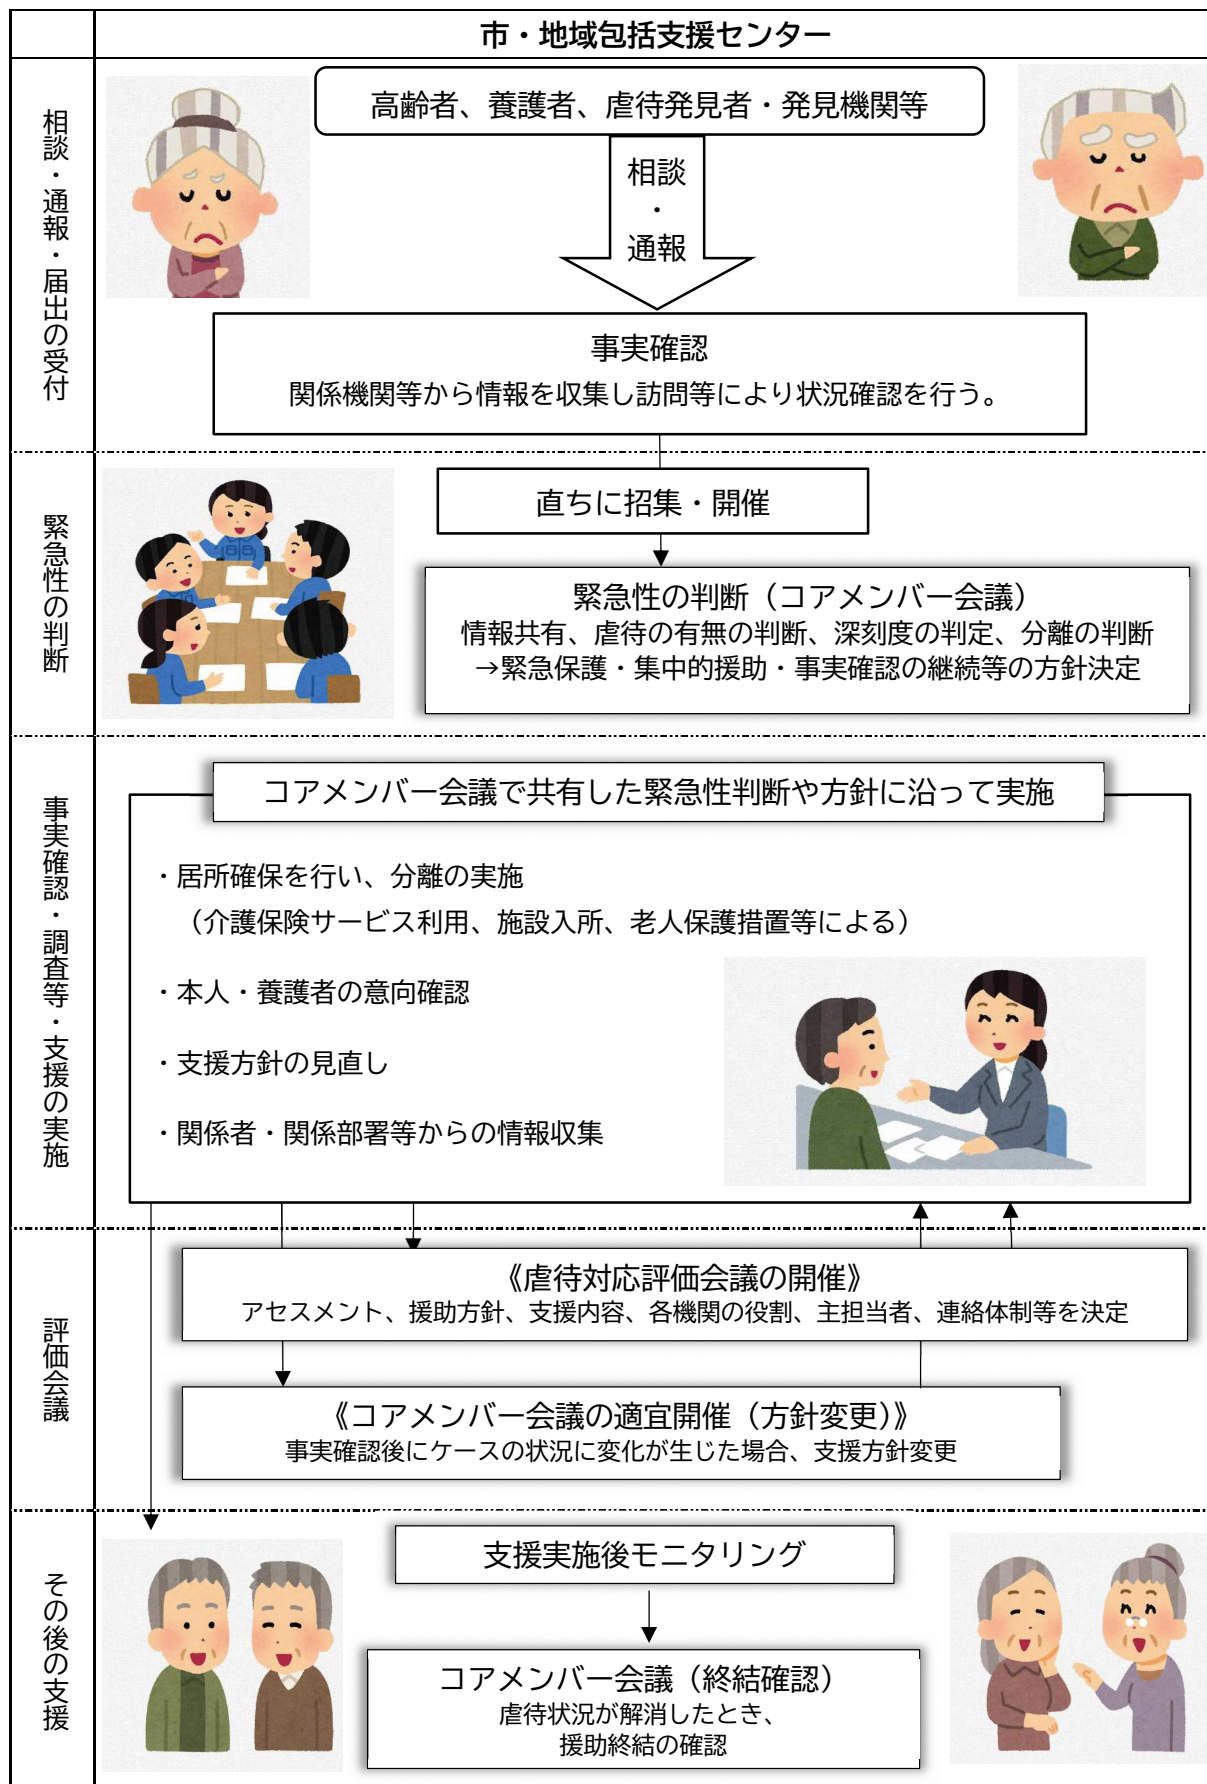 市・地域包括支援センター
相談・通報・届出の受付
高齢者、養護者、虐待発見者・発見機関等
相談
・
通報
事実確認
関係機関等から情報を収集し訪問等により状況確認を行う。
緊急性の判断
直ちに招集・開催
緊急性の判断（コアメンバー会議）
情報共有、虐待の有無の判断、深刻度の判定、分離の判断
→緊急保護・集中的援助・事実確認の継続等の方針決定
事実確認・調査等・支援の実施
コアメンバー会議で共有した緊急性判断や方針に沿って実施
・居所確保を行い、分離の実施
（介護保険サービス利用、施設入所、老人保護措置等による）
・本人・養護者の意向確認
・支援方針の見直し
・関係者・関係部署等からの情報収集
評価会議
《虐待対応評価会議の開催》
アセスメント、援助方針、支援内容、各機関の役割、主担当者、連絡体制等を決定
《コアメンバー会議の適宜開催（方針変更）》
事実確認後にケースの状況に変化が生じた場合、支援方針変更
その後の支援
支援実施後モニタリング
コアメンバー会議（終結確認）
虐待状況が解消したとき、
援助終結の確認